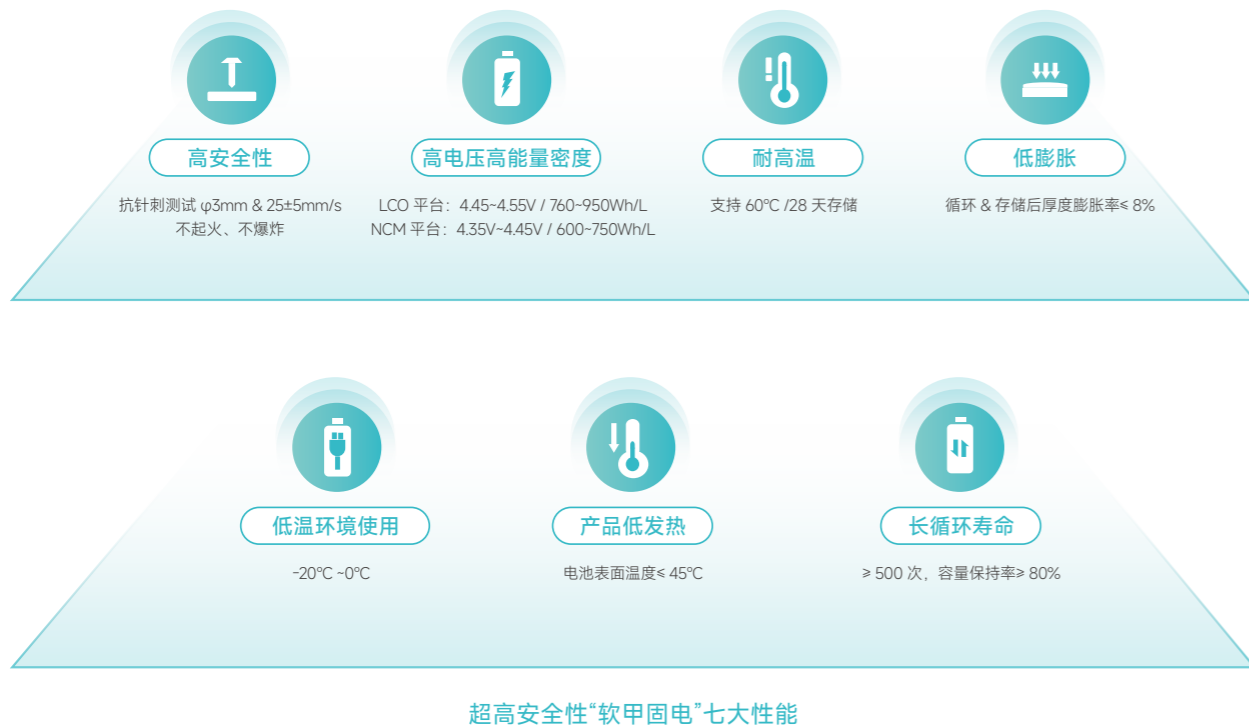 高安全性
抗针刺测试 φ3mm & 25±5mm/s
不起火、不爆炸
高电压高能量密度
LCO 平台：4.45~4.55V / 760~950Wh/L
NCM 平台：4.35V~4.45V / 600~750Wh/L
耐高温
支持 60℃ /28 天存储
低膨胀
循环 & 存储后厚度膨胀率≤ 8%
低温环境使用
-20℃ ~0℃
产品低发热
电池表面温度≤ 45℃
长循环寿命
≥ 500 次，容量保持率≥ 80%
超高安全性“软甲固电”七大性能